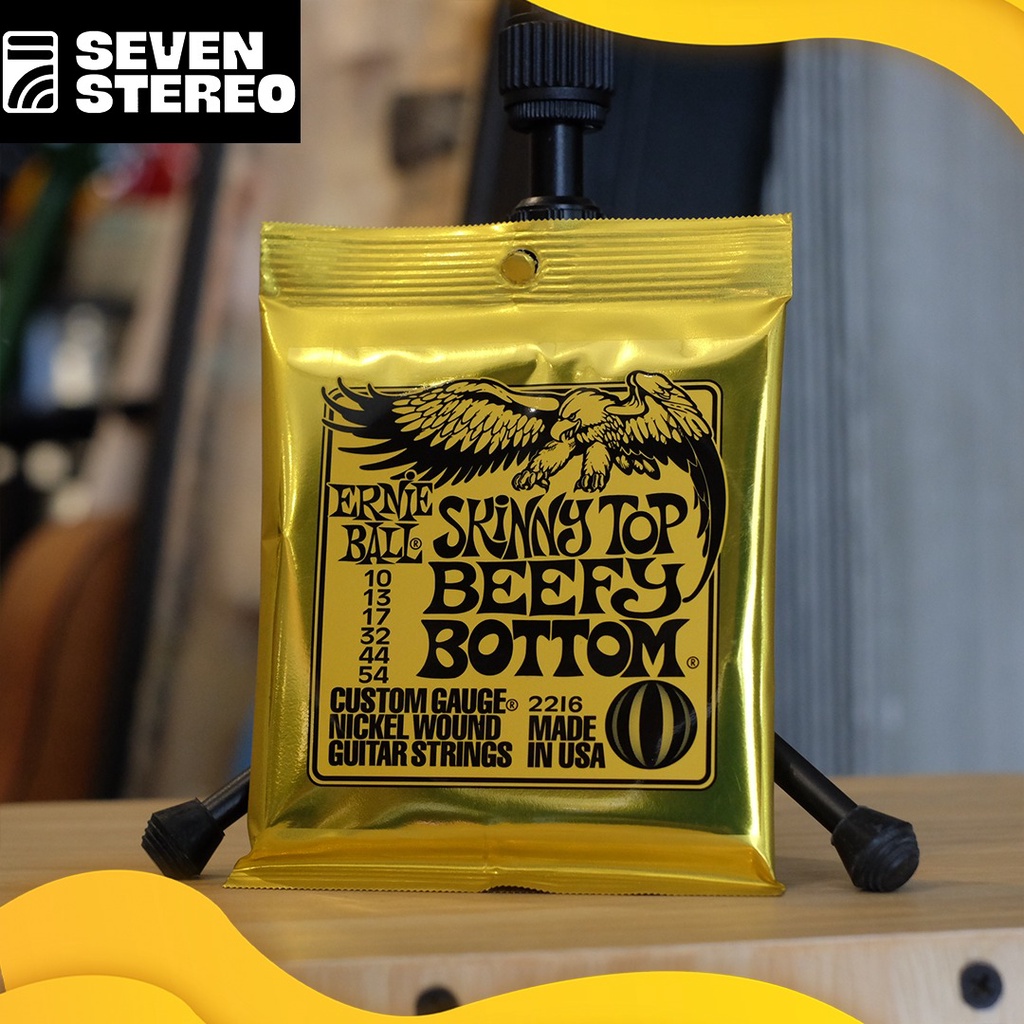 SEVEN
STEREO
ERNIE
BALL®
SKINNY TOP
BEEFY
BOTTOM®
10
13
17
32
44
54
CUSTOM GAUGE®
NICKEL WOUND
GUITAR STRINGS
2216
MADE
IN USA